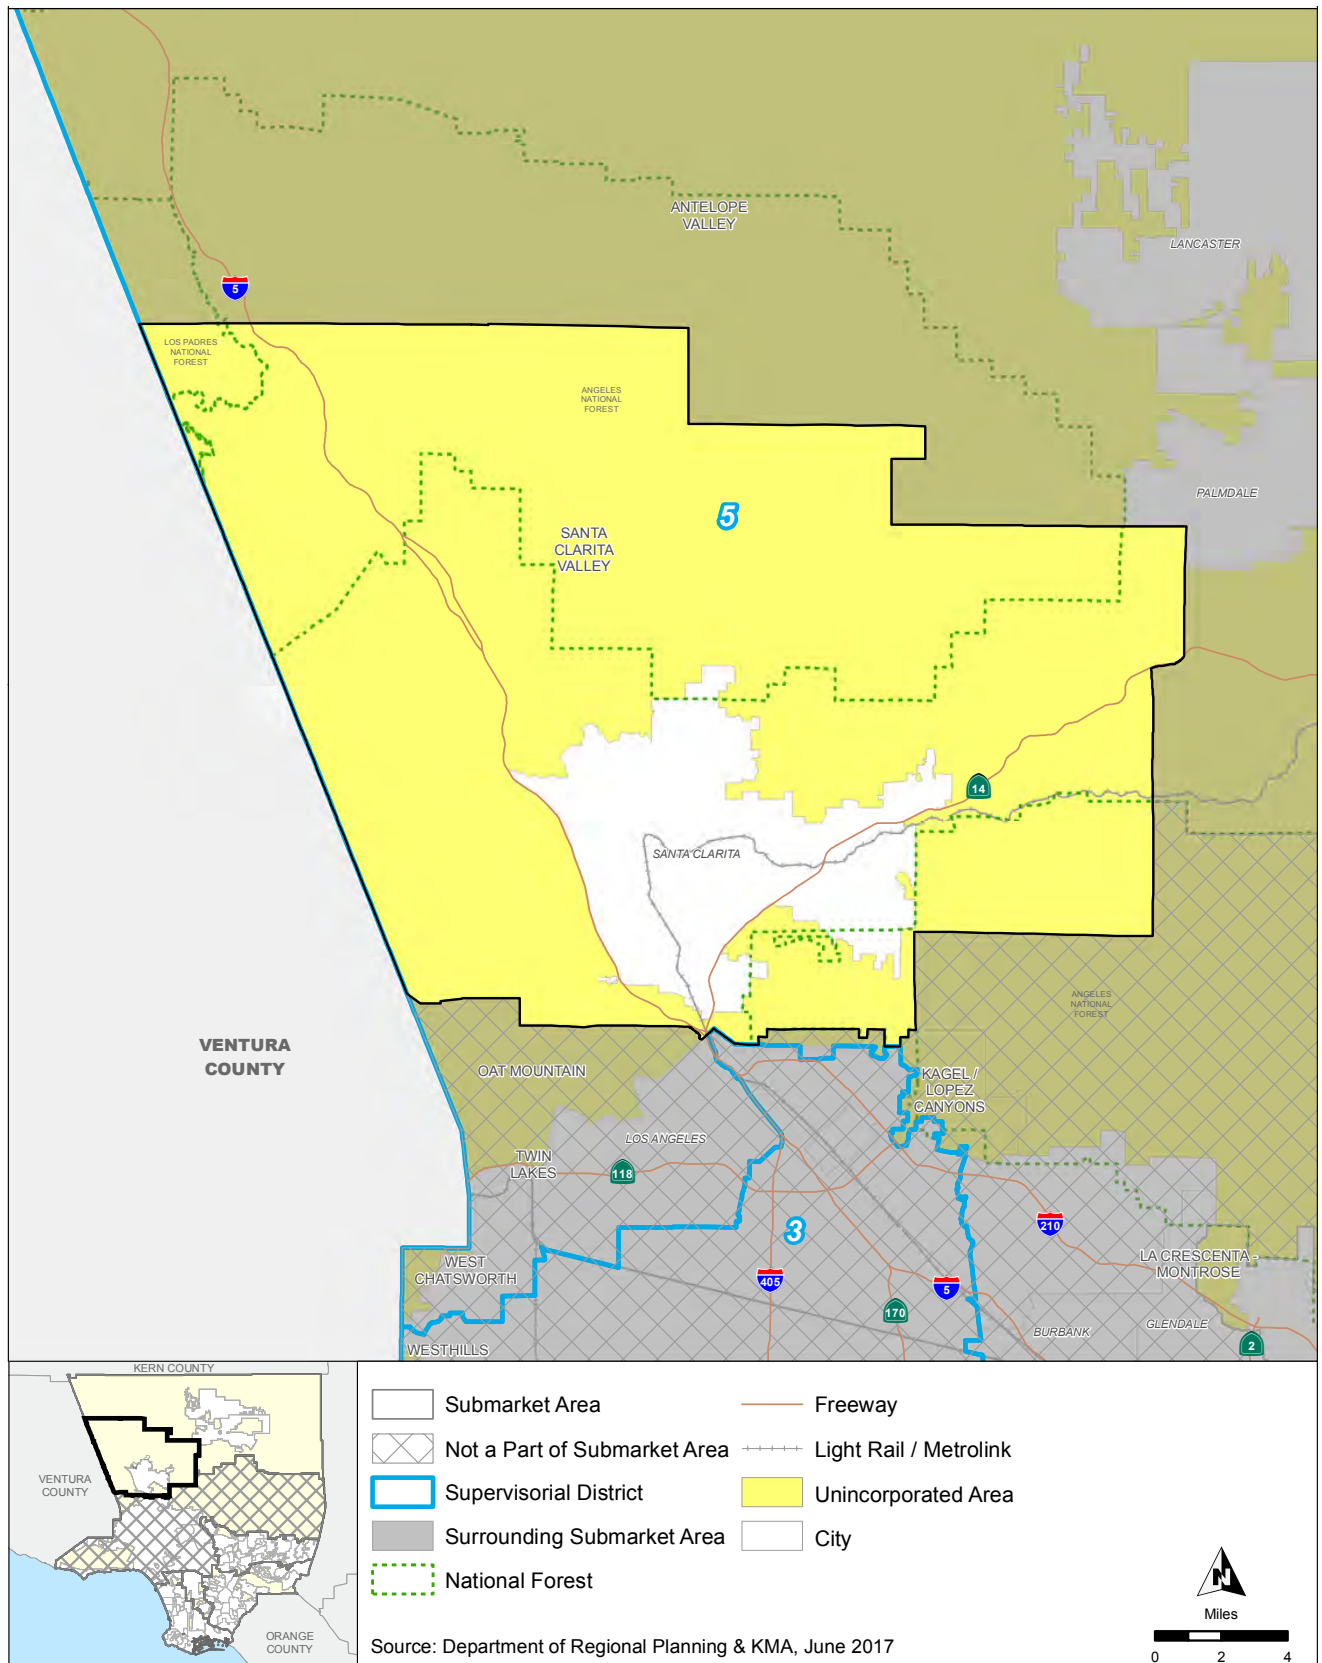 ANTELOPE
VALLEY
LANCASTER
5
LOS PADRES
NATIONAL
FOREST
ANGELES
NATIONAL
FOREST
PALMDALE
5
SANTA
CLARITA
VALLEY
14
SANTA CLARITA
ANGELES
NATIONAL
FOREST
VENTURA
COUNTY
OAT MOUNTAIN
KAGEL /
LOPEZ
CANYONS
LOS ANGELES
TWIN
LAKES
118
3
210
WEST
CHATSWORTH
LA CRESCENTA -
MONTROSE
405
5
170
GLENDALE
BURBANK
2
WESTHILLS
KERN COUNTY
VENTURA
COUNTY
ORANGE
COUNTY
Submarket Area
Not a Part of Submarket Area
Supervisorial District
Surrounding Submarket Area
National Forest
Freeway
Light Rail / Metrolink
Unincorporated Area
City
Source: Department of Regional Planning & KMA, June 2017
N
Miles
0 2 4